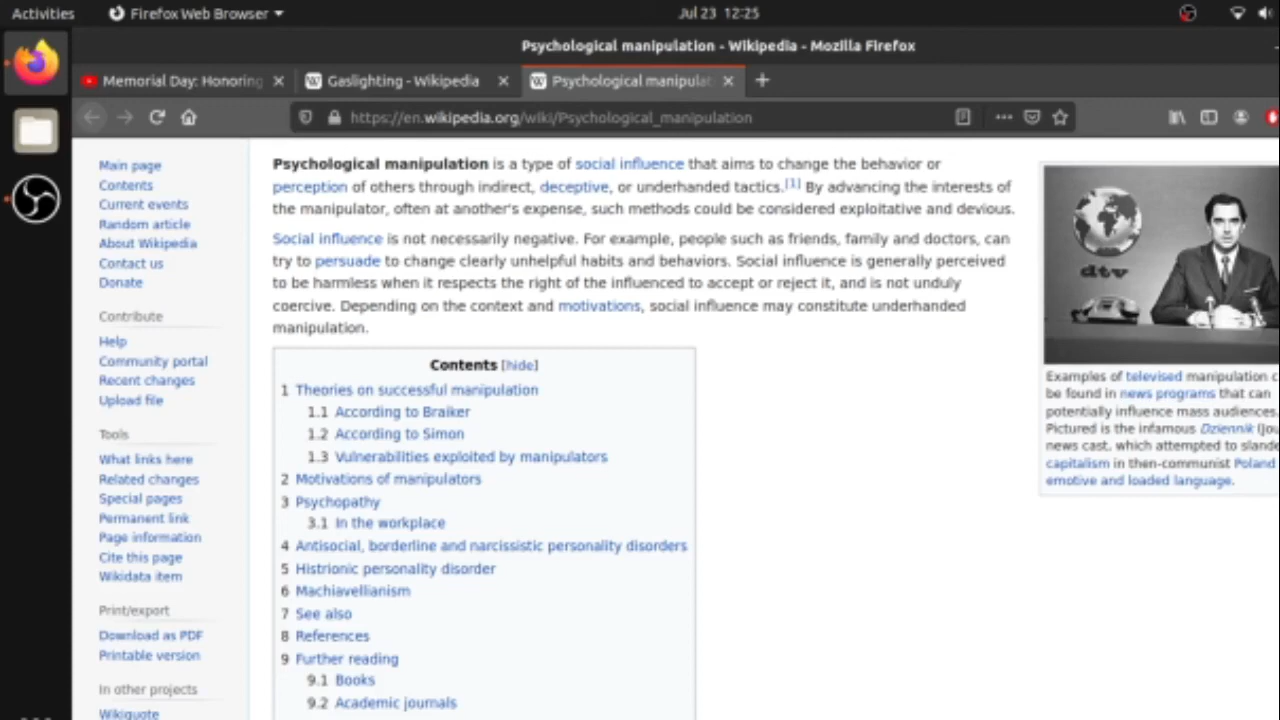 Activities Firefox Web Browser Jul 23 12:25
Psychological manipulation - Wikipedia - Mozilla Firefox
Memorial Day: Honoring Gaslighting - Wikipedia Psychological manipulat
https://en.wikipedia.org/wiki/Psychological_manipulation
Main page
Contents
Current events
Random article
About Wikipedia
Contact us
Donate
Contribute
Help
Community portal
Recent changes
Upload file
Tools
What links here
Related changes
Special pages
Permanent link
Page information
Cite this page
Wikidata item
Print/export
Download as PDF
Printable version
In other projects
Wikiquote
Psychological manipulation is a type of social influence that aims to change the behavior or
perception of others through indirect, deceptive, or underhanded tactics.[1] By advancing the interests of
the manipulator, often at another's expense, such methods could be considered exploitative and devious.
Social influence is not necessarily negative. For example, people such as friends, family and doctors, can
try to persuade to change clearly unhelpful habits and behaviors. Social influence is generally perceived
to be harmless when it respects the right of the influenced to accept or reject it, and is not unduly
coercive. Depending on the context and motivations, social influence may constitute underhanded
manipulation.
Contents [hide]
1 Theories on successful manipulation
1.1 According to Braiker
1.2 According to Simon
1.3 Vulnerabilities exploited by manipulators
2 Motivations of manipulators
3 Psychopathy
3.1 In the workplace
4 Antisocial, borderline and narcissistic personality disorders
5 Histrionic personality disorder
6 Machiavellianism
7 See also
8 References
9 Further reading
9.1 Books
9.2 Academic journals
dtv
Examples of televised manipulation c
be found in news programs that can
potentially influence mass audiences.
Pictured is the infamous Dziennik (Jou
news cast, which attempted to slande
capitalism in then-communist Poland
emotive and loaded language.